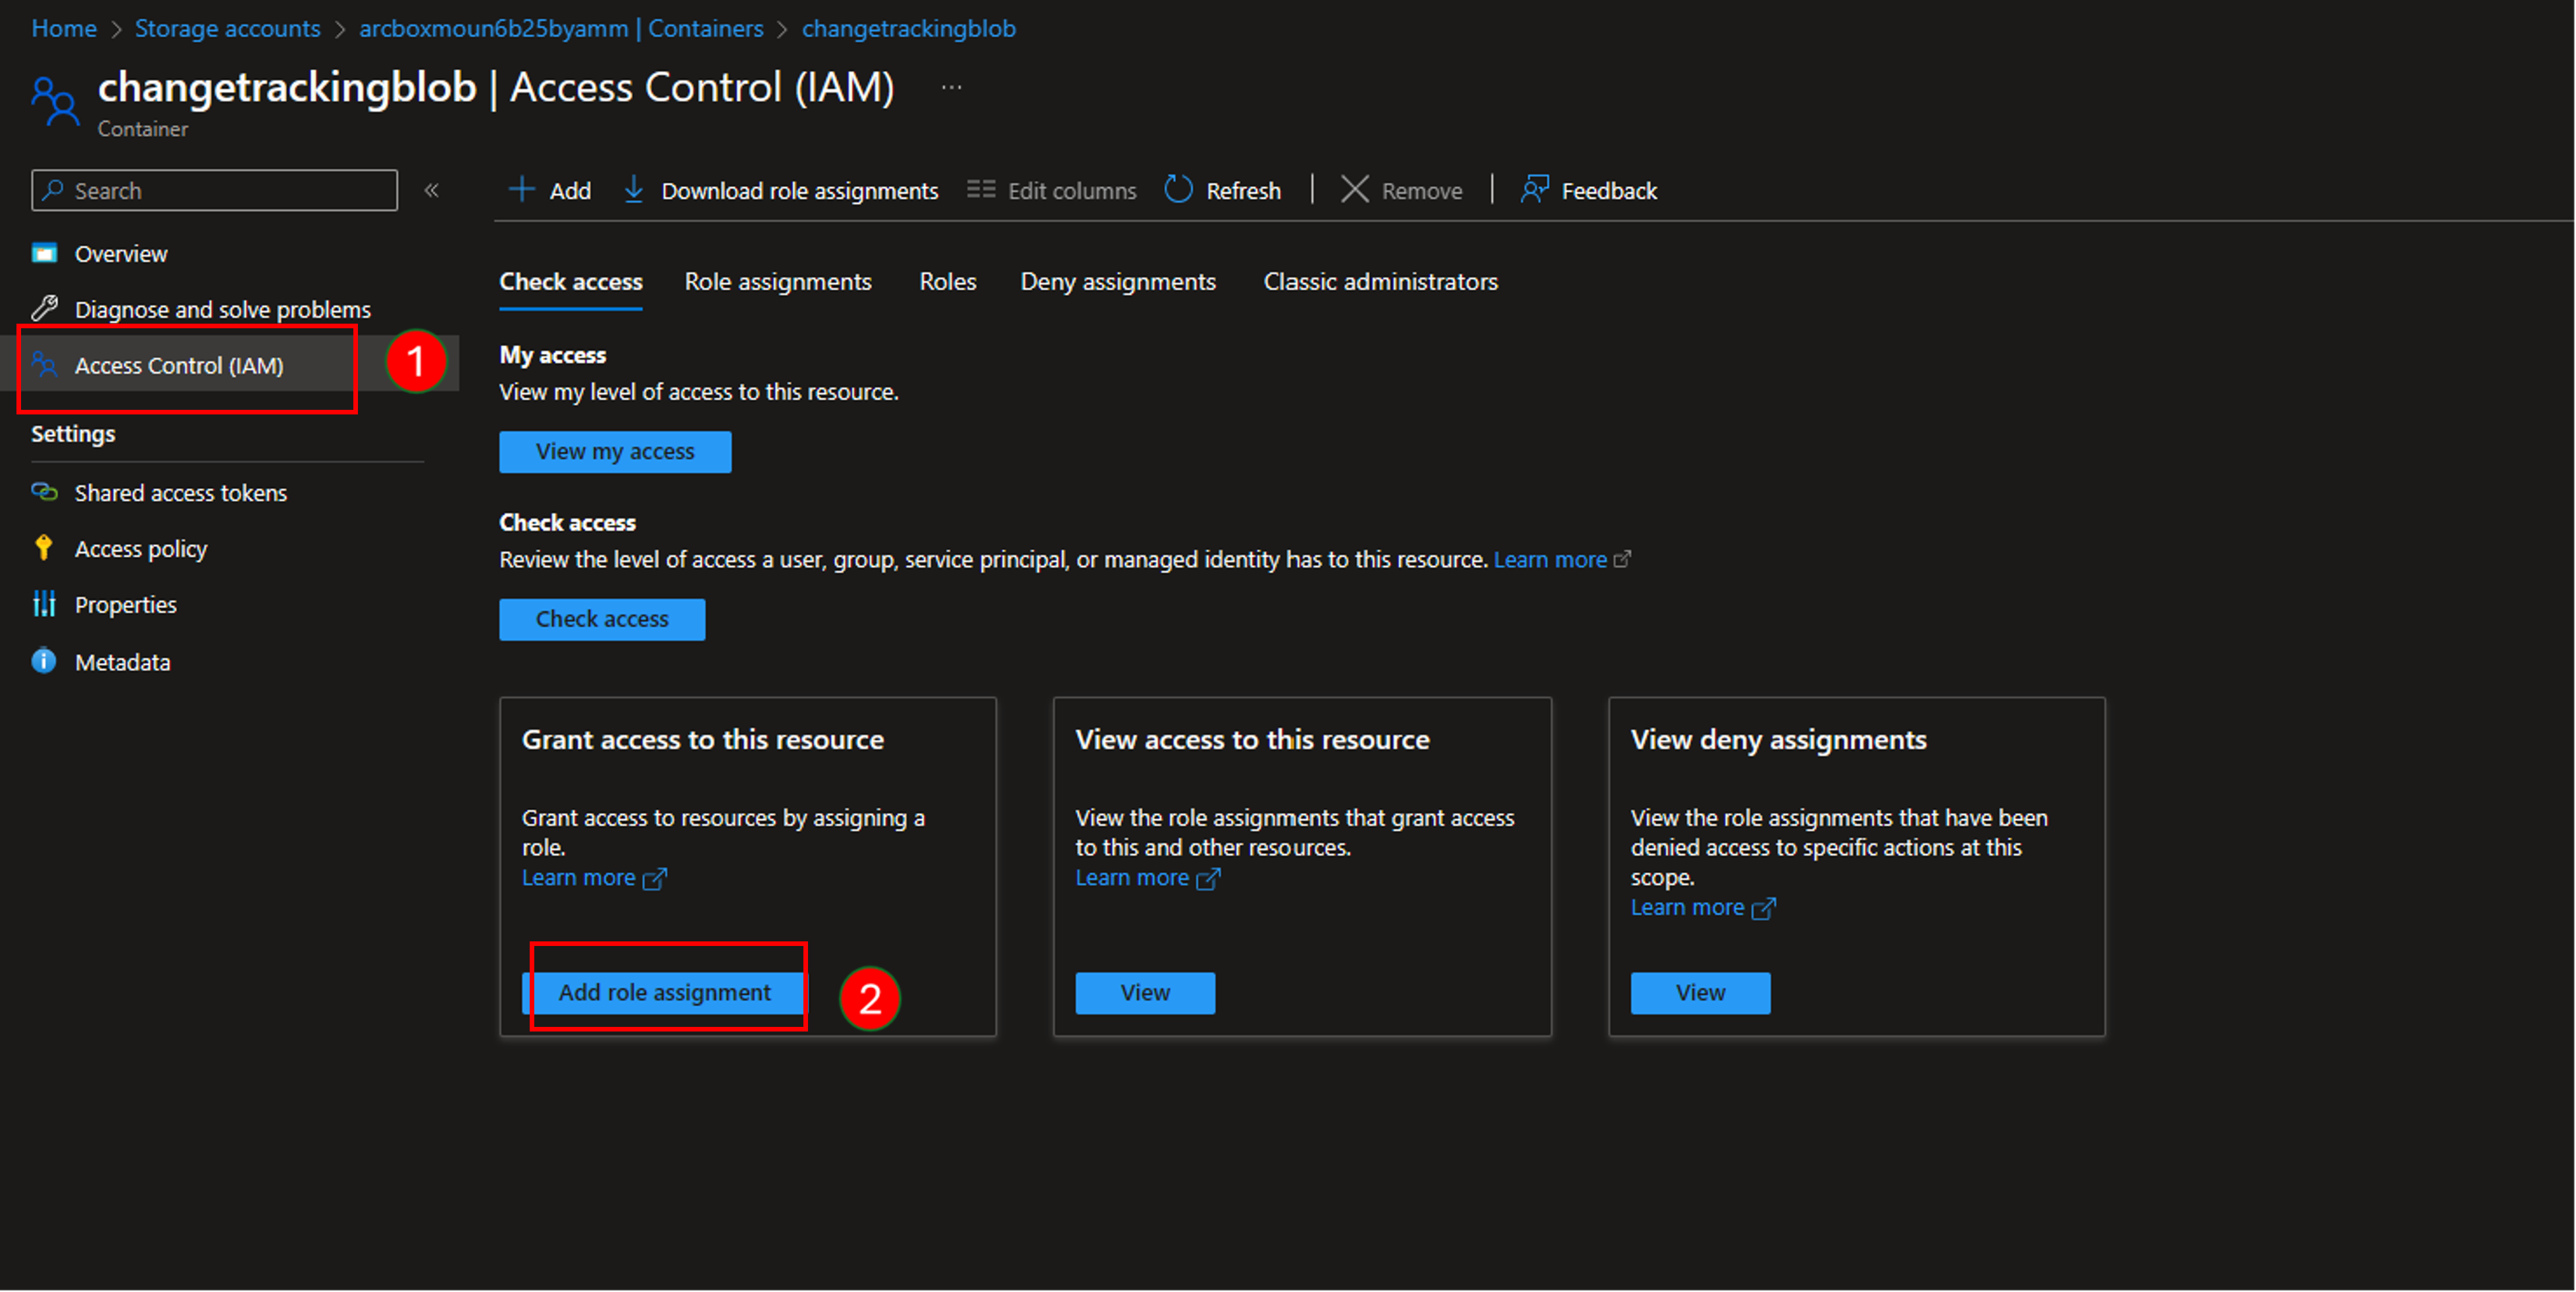 Home > Storage accounts > arcboxmoun6b25byamm | Containers > changetrackingblob
changetrackingblob | Access Control (IAM) ...
Container
Search «
Overview
Diagnose and solve problems
Access Control (IAM) 1
Settings
Shared access tokens
Access policy
Properties
Metadata
Add Download role assignments Edit columns Refresh | Remove | Feedback
Check access Role assignments Roles Deny assignments Classic administrators
My access
View my level of access to this resource.
View my access
Check access
Review the level of access a user, group, service principal, or managed identity has to this resource. Learn more
Check access
Grant access to this resource
Grant access to resources by assigning a
role.
Learn more
Add role assignment 2
View access to this resource
View the role assignments that grant access
to this and other resources.
Learn more
View
View deny assignments
View the role assignments that have been
denied access to specific actions at this
scope.
Learn more
View